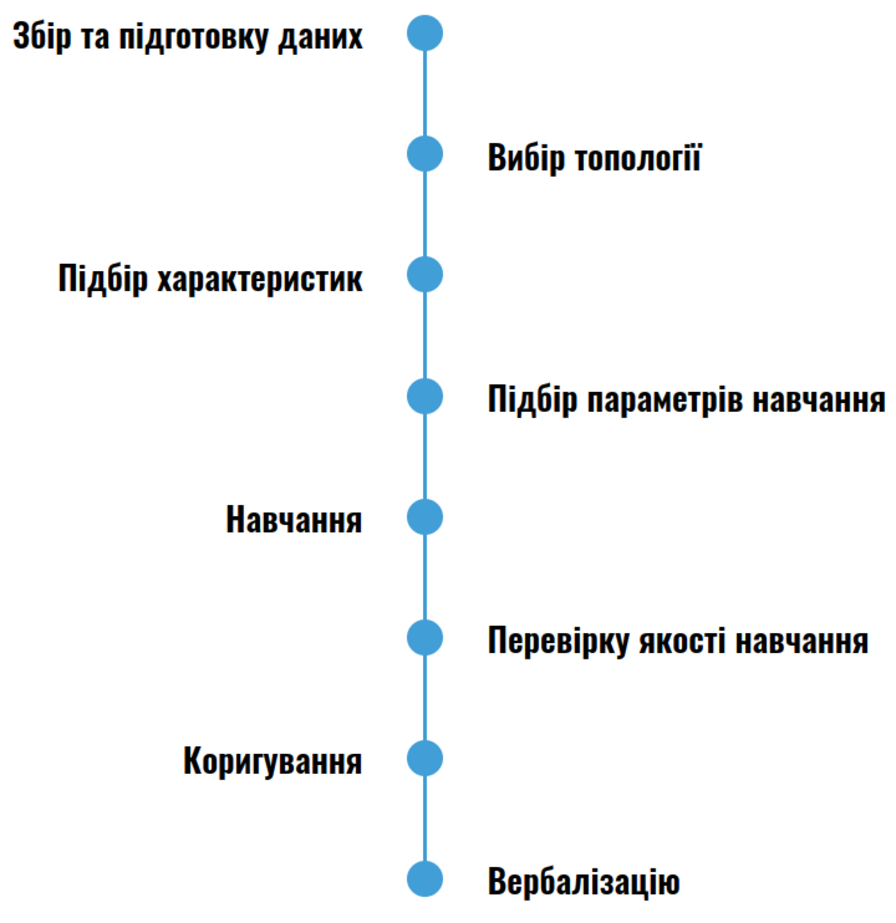 Збір та підготовку даних
Вибір топології
Підбір характеристик
Підбір параметрів навчання
Навчання
Перевірку якості навчання
Коригування
Вербалізацію